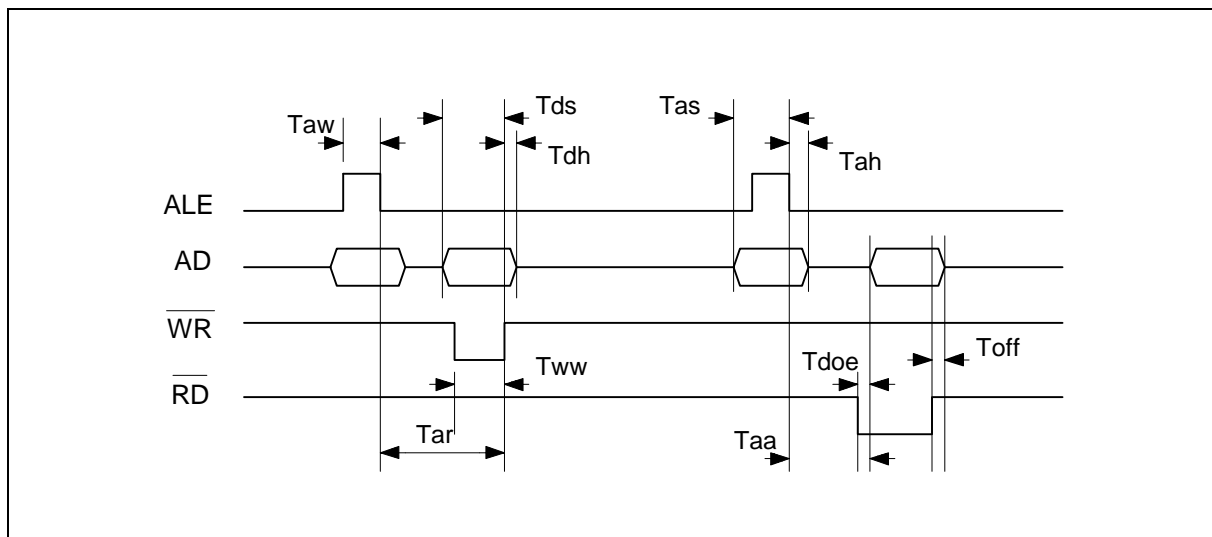 Tds
Tas
Taw
Tdh
Tah
ALE
AD
WR
Tdoe
Toff
Tww
RD
Tar
Taa